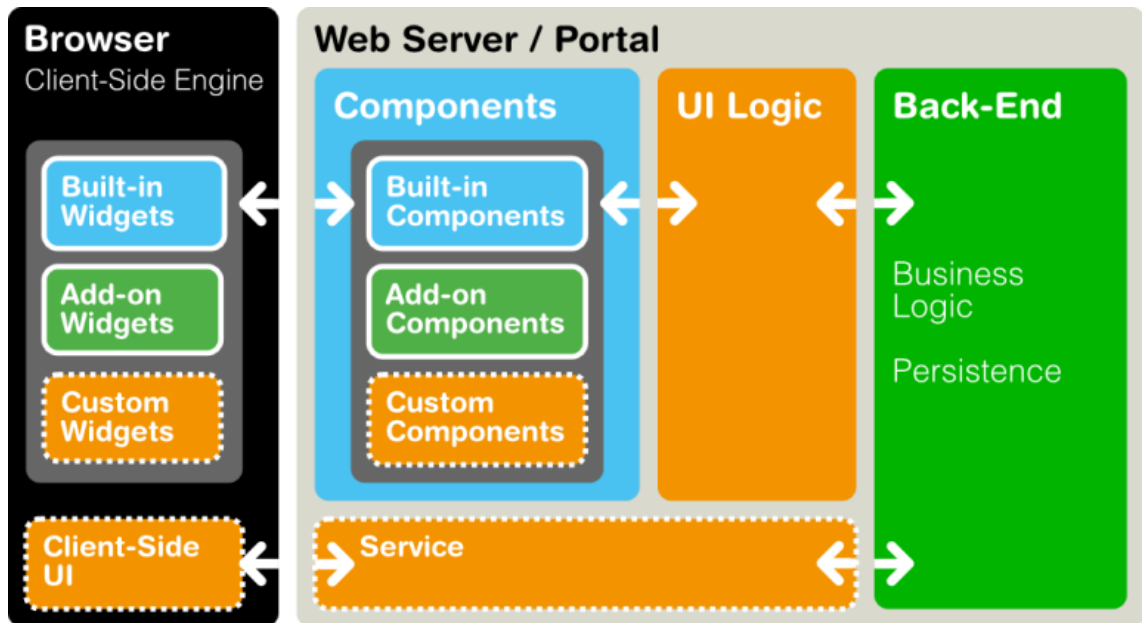 Browser
Client-Side Engine
Built-in
Widgets
Add-on
Widgets
Custom
Widgets
Client-Side
UI
Web Server / Portal
Components
Built-in
Components
Add-on
Components
Custom
Components
UI Logic
Service
Back-End
Business
Logic
Persistence